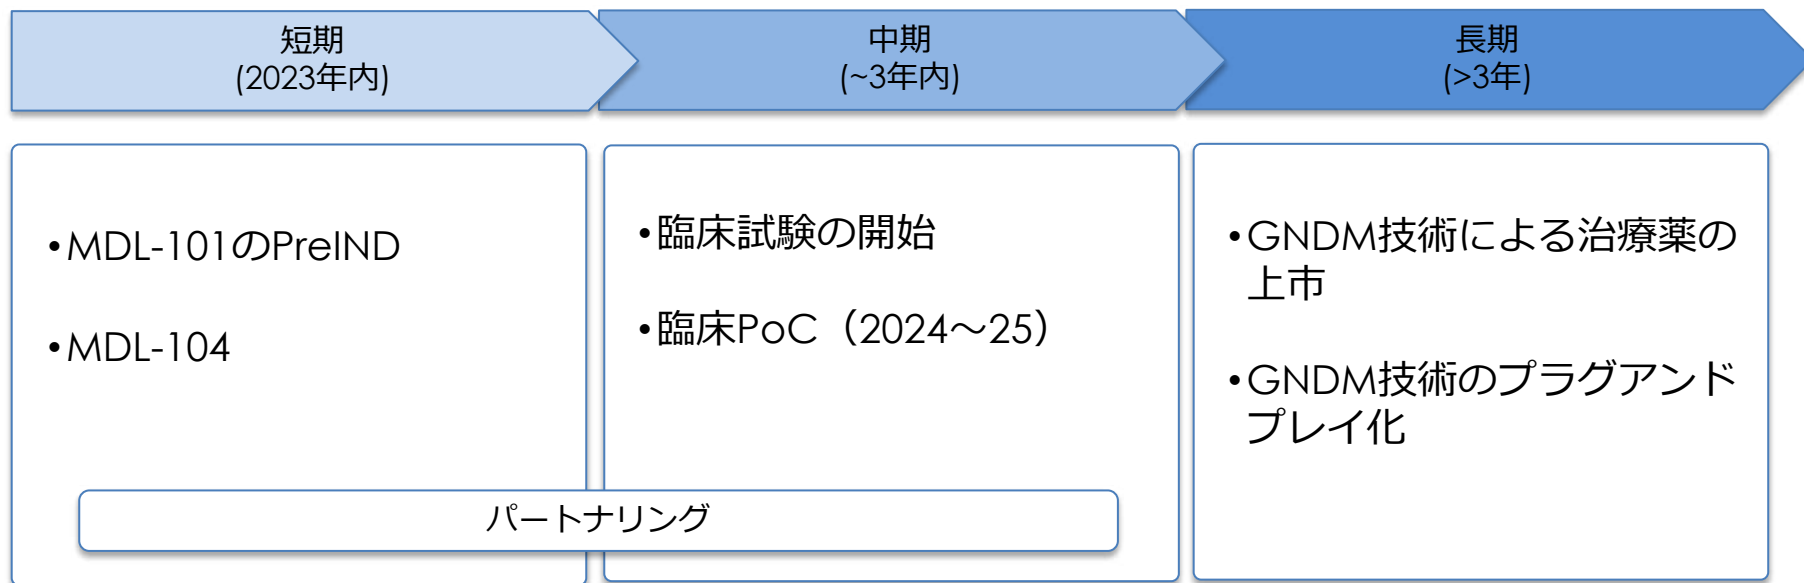 短期
(2023年内)
中期
(~3年内)
長期
(>3年)
•MDL-101のPreIND
•MDL-104
•臨床試験の開始
•臨床PoC（2024～25）
•GNDM技術による治療薬の
上市
•GNDM技術のプラグアンド
プレイ化
パートナリング